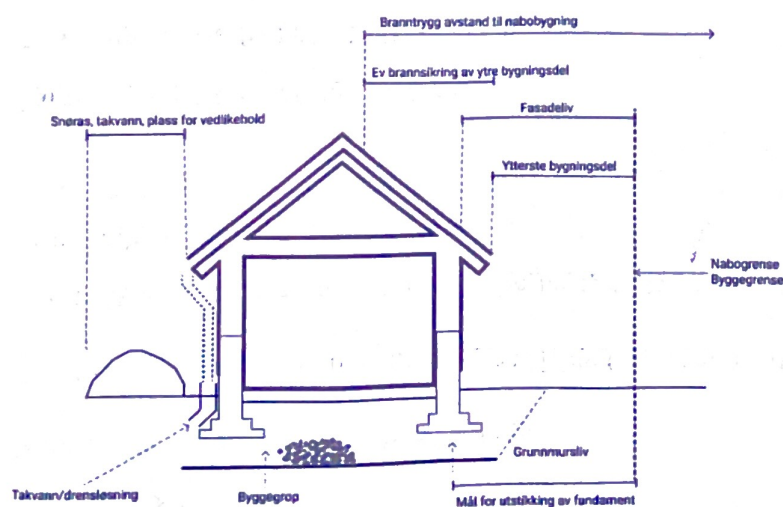 Branntrygg avstand til nabobygning
Ev brannsikring av ytre bygningsdel
Snøras, takvann, plass for vedlikehold
Fasadeliv
Ytterste bygningsdel
Nabogrense
Byggegrense
Grunnmursliv
Takvann/drensløsning
Byggegrop
Mål for utstikking av fundament